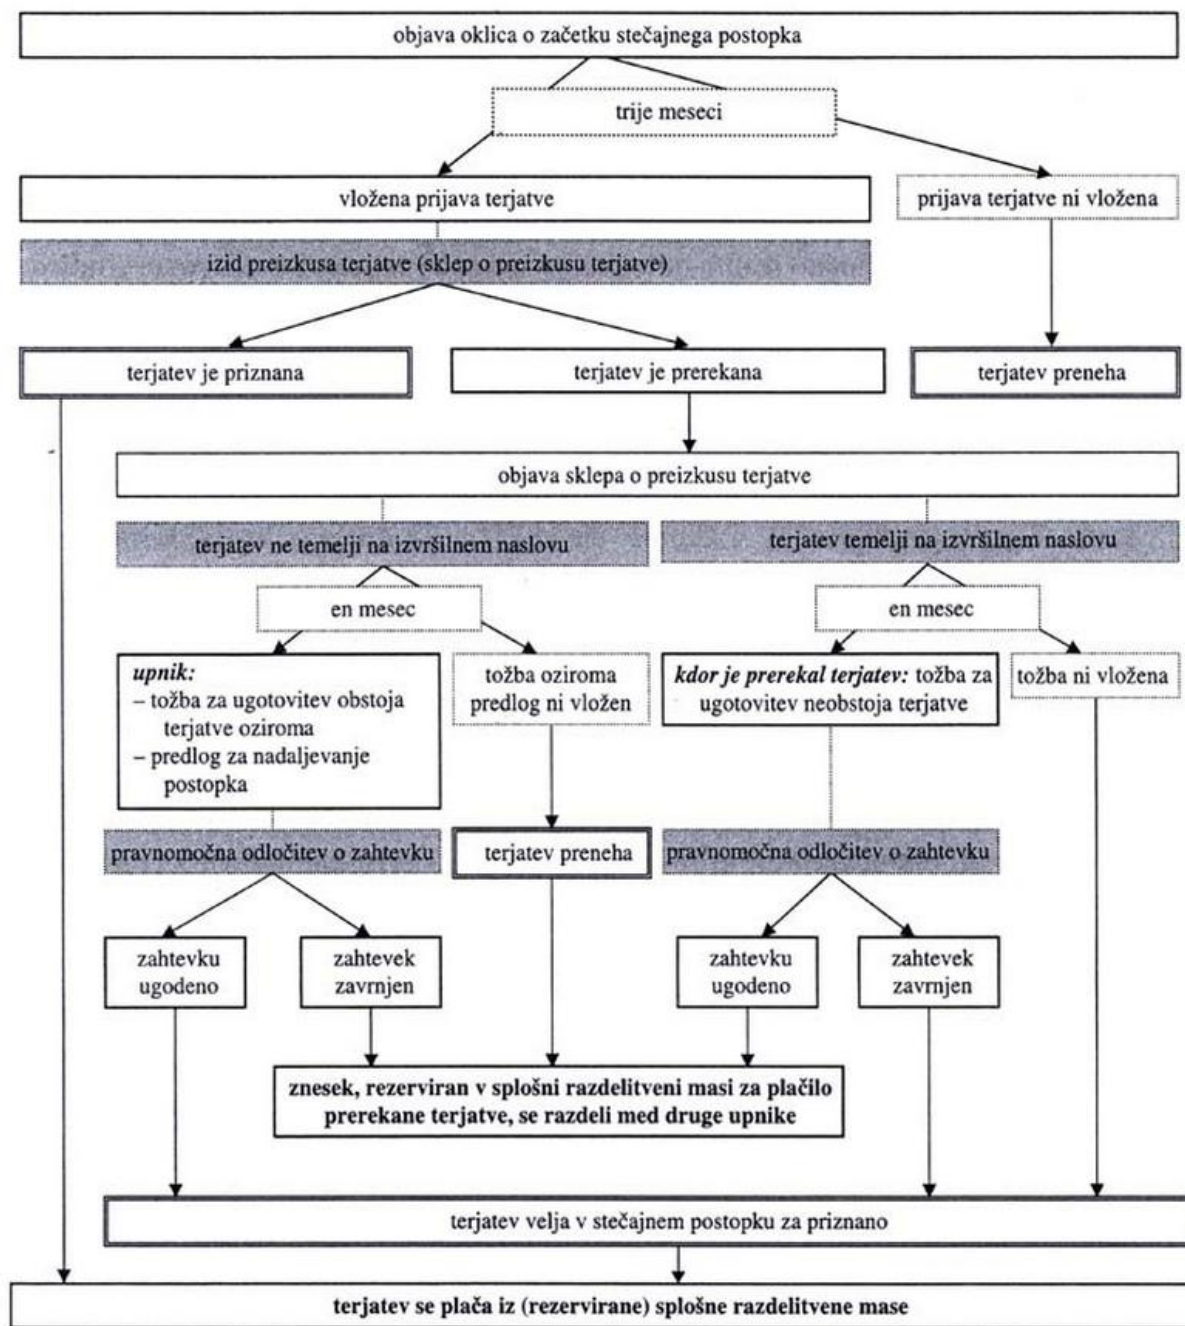 objava oklica o začetku stečajnega postopka
trije meseci
vložena prijava terjatve
prijava terjatve ni vložena
izid preizkusa terjatve (sklep o preizkusu terjatve)
terjatev je priznana
terjatev je prerekana
terjatev preneha
objava sklepa o preizkusu terjatve
terjatev ne temelji na izvršilnem naslovu
terjatev temelji na izvršilnem naslovu
en mesec
en mesec
upnik:
– tožba za ugotovitev obstoja
terjatve oziroma
– predlog za nadaljevanje
postopka
tožba oziroma
predlog ni vložen
kdor je prerekal terjatev: tožba za
ugotovitev neobstoja terjatve
tožba ni vložena
pravnomočna odločitev o zahtevku
terjatev preneha
pravnomočna odločitev o zahtevku
zahtevku
ugodeno
zahtevek
zavrnjen
zahtevku
ugodeno
zahtevek
zavrnjen
znesek, rezerviran v splošni razdelitveni masi za plačilo
prerekane terjatve, se razdeli med druge upnike
terjatev velja v stečajnem postopku za priznano
terjatev se plača iz (rezervirane) splošne razdelitvene mase